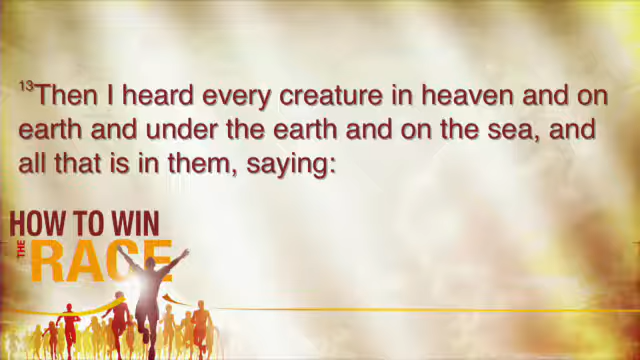 13Then I heard every creature in heaven and on
earth and under the earth and on the sea, and
all that is in them, saying:
HOW TO WIN
THE RACE